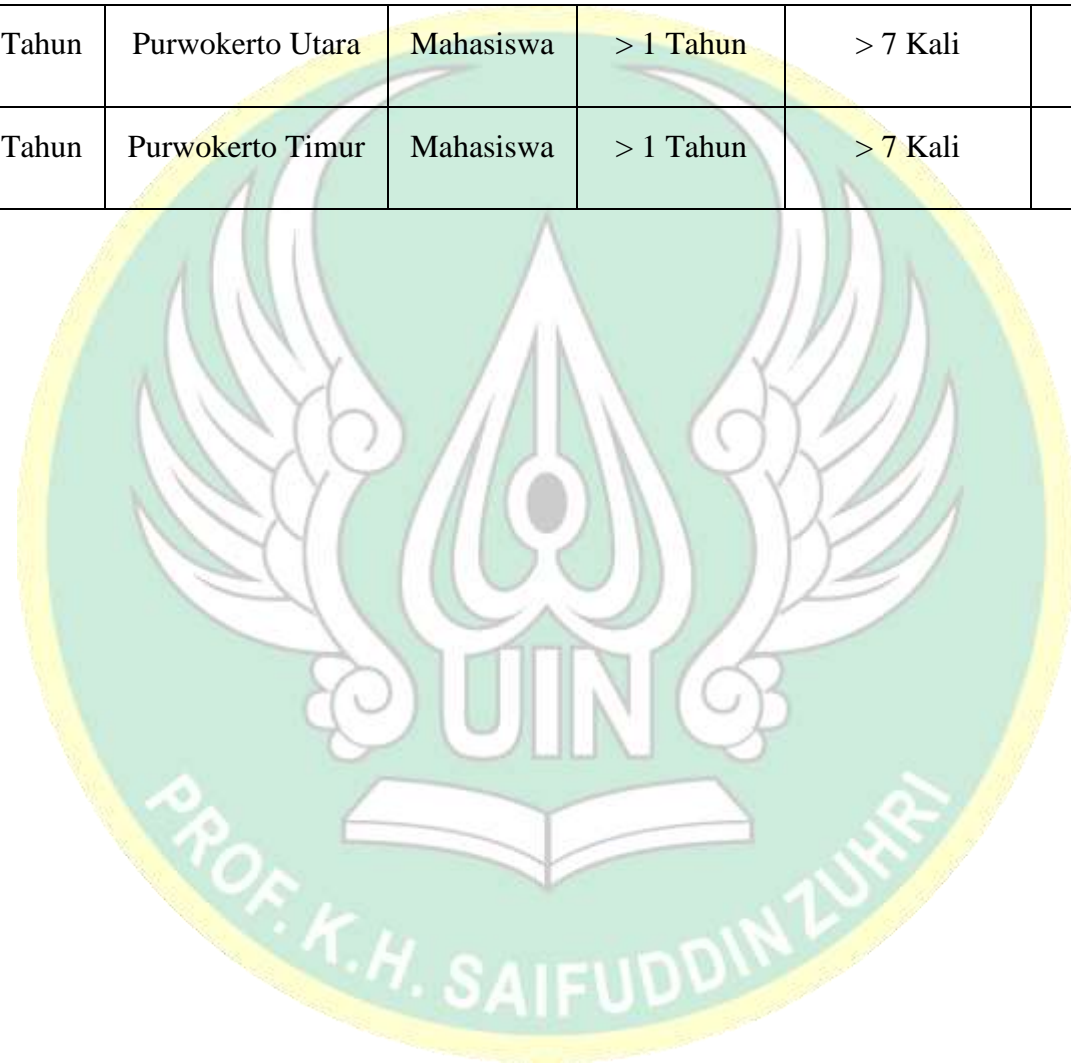 Tahun Purwokerto Utara Mahasiswa > 1 Tahun > 7 Kali
Tahun Purwokerto Timur Mahasiswa > 1 Tahun > 7 Kali
UIN
PROF. K.H. SAIFUDDIN ZUHRI